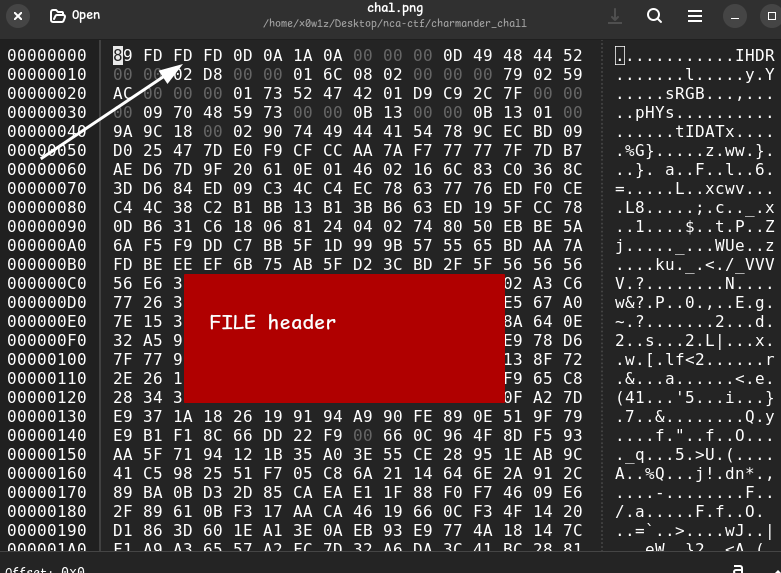 Open
chal.png
/home/x0w1z/Desktop/nca-ctf/charmander_chall
00000000 89 FD FD FD 0D 0A 1A 0A 00 00 00 0D 49 48 44 52 ............IHDR
00000010 00 00 02 D8 00 00 01 6C 08 02 00 00 00 79 02 59 .......l.....y.Y
00000020 AC 00 00 00 01 73 52 47 42 01 D9 C9 2C 7F 00 00 .....sRGB...,...
00000030 00 09 70 48 59 73 00 00 0B 13 00 00 0B 13 01 00 ..pHYs..........
00000040 9A 9C 18 00 02 90 74 49 44 41 54 78 9C EC BD 09 ......tIDATx....
00000050 D0 25 47 7D E0 F9 CF CC AA 7A F7 77 77 7F 7D B7 .%G}.....z.ww.}.
00000060 AE D6 7D 9F 20 61 0E 01 46 02 16 6C 83 C0 36 8C ..}. a..F..l..6.
00000070 3D D6 84 ED 09 C3 4C C4 EC 78 63 77 76 ED F0 CE =.....L..xcwv...
00000080 C4 4C 38 C2 B1 BB 13 B1 3B B6 63 ED 19 5F CC 78 .L8.....;.c.._.x
00000090 0D B6 31 C6 18 06 81 24 04 02 74 80 50 EB BE 5A ..1....$..t.P..Z
000000A0 6A F5 F9 DD C7 BB 5F 1D 99 9B 57 55 65 BD AA 7A j....._...WUe..z
000000B0 FD BE EE EF 6B 75 AB 5F D2 3C BD 2F 5F 56 56 56 ....ku._.<./_VVV
000000C0 56 E6 3 02 A3 C6 V.?........N....
000000D0 77 26 3 E5 67 A0 w&?.P..0.,..E.g.
000000E0 7E 15 3 8A 64 0E ~.?.......2...d.
000000F0 32 A5 9 E9 78 D6 2..s...2.L|...x.
00000100 7F 77 9 13 8F 72 .w.[.lf<2......r
00000110 2E 26 1 F9 65 C8 .&...a.....<.e.
00000120 28 34 3 0F A2 7D (41...'5...i...}
FILE header
00000130 E9 37 1A 18 26 19 91 94 A9 90 FE 89 0E 51 9F 79 .7..&........Q.y
00000140 E9 B1 F1 8C 66 DD 22 F9 00 66 0C 96 4F 8D F5 93 ....f."..f..O...
00000150 AA 5F 71 94 12 1B 35 A0 3E 55 CE 28 95 1E AB 9C ._q...5.>U.(....
00000160 41 C5 98 25 51 F7 05 C8 6A 21 14 64 6E 2A 91 2C A..%Q...j!.dn*.,
00000170 89 BA 0B D3 2D 85 CA EA E1 1F 88 F0 F7 46 09 E6 ....-........F..
00000180 2F 89 61 0B F3 17 AA CA 46 19 66 0C F3 4F 14 20 /.a.....F.f..O.
00000190 D1 86 3D 60 1E A1 3E 0A EB 93 E9 77 4A 18 14 7C ..=`..>....wJ..|
000001A0
Offset: 0x0